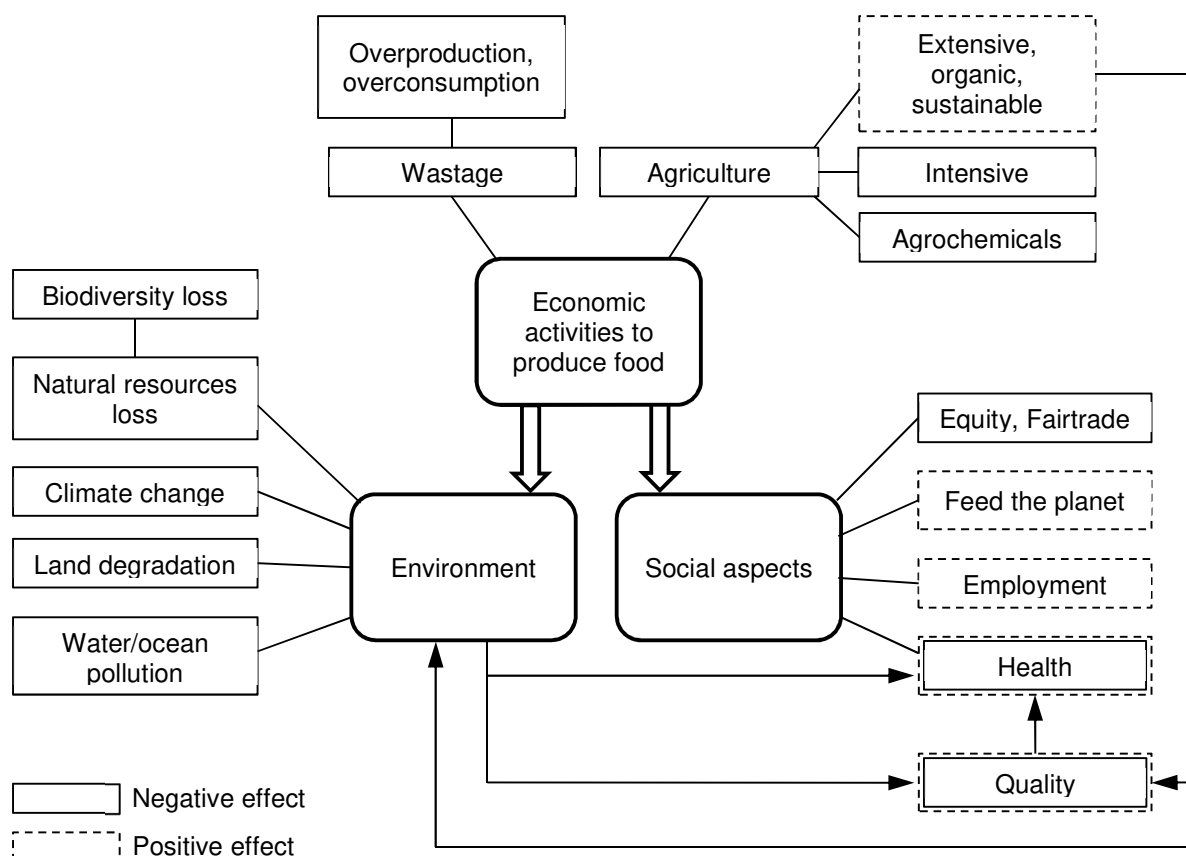 Overproduction,
overconsumption
Extensive,
organic,
sustainable
Wastage
Agriculture
Intensive
Agrochemicals
Economic
activities to
produce food
Biodiversity loss
Natural resources
loss
Climate change
Land degradation
Water/ocean
pollution
Environment
Social aspects
Equity, Fairtrade
Feed the planet
Employment
Health
Quality
Negative effect
Positive effect